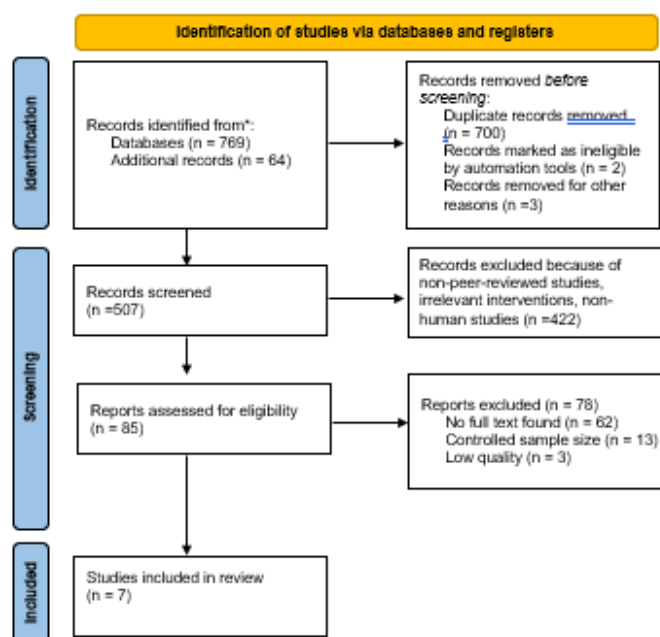 Identification of studies via databases and registers
Identification
Records identified from*:
Databases (n = 769)
Additional records (n = 64)
Records removed before
screening:
Duplicate records removed
(n = 700)
Records marked as ineligible
by automation tools (n = 2)
Records removed for other
reasons (n =3)
Screening
Records screened
(n =507)
Records excluded because of
non-peer-reviewed studies,
irrelevant interventions, non-
human studies (n =422)
Reports assessed for eligibility
(n = 85)
Reports excluded (n = 78)
No full text found (n = 62)
Controlled sample size (n = 13)
Low quality (n = 3)
Included
Studies included in review
(n = 7)